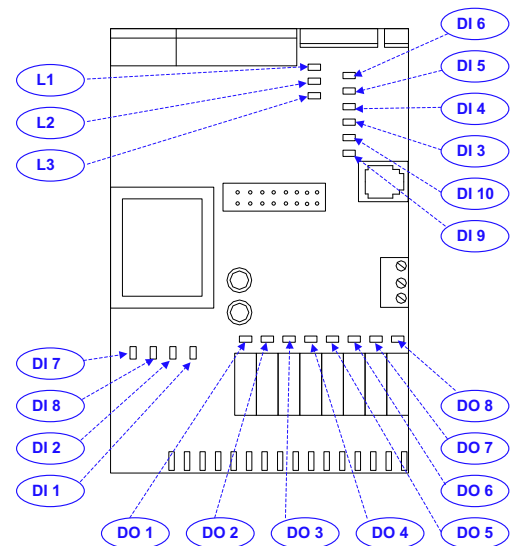 DI 6
L1
DI 5
L2
DI 4
L3
DI 3
DI 10
DI 9
DI 7
DI 8
DO 8
DI 2
DO 7
DI 1
DO 6
DO 1
DO 2
DO 3
DO 4
DO 5